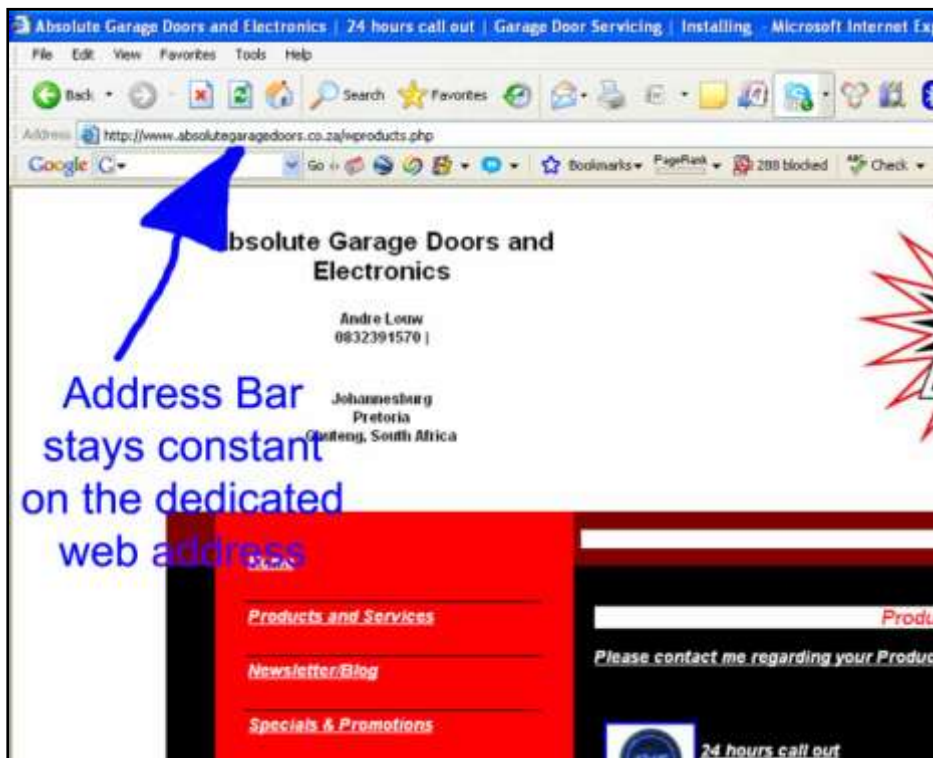 Absolute Garage Doors and Electronics | 24 hours call out | Garage Door Servicing | Installing - Microsoft Internet Exp
File Edit View Favorites Tools Help
Back Search Favorites
Address http://www.absolutegaragedoors.co.za/wproducts.php
Google G Go Bookmarks PageRank 288 blocked Check
Absolute Garage Doors and
Electronics
Andre Louw
0832391570 |
Johannesburg
Pretoria
Gauteng, South Africa
Address Bar
stays constant
on the dedicated
web address
Products and Services
Newsletter/Blog
Specials & Promotions
Produ
Please contact me regarding your Produc
24 hours call out